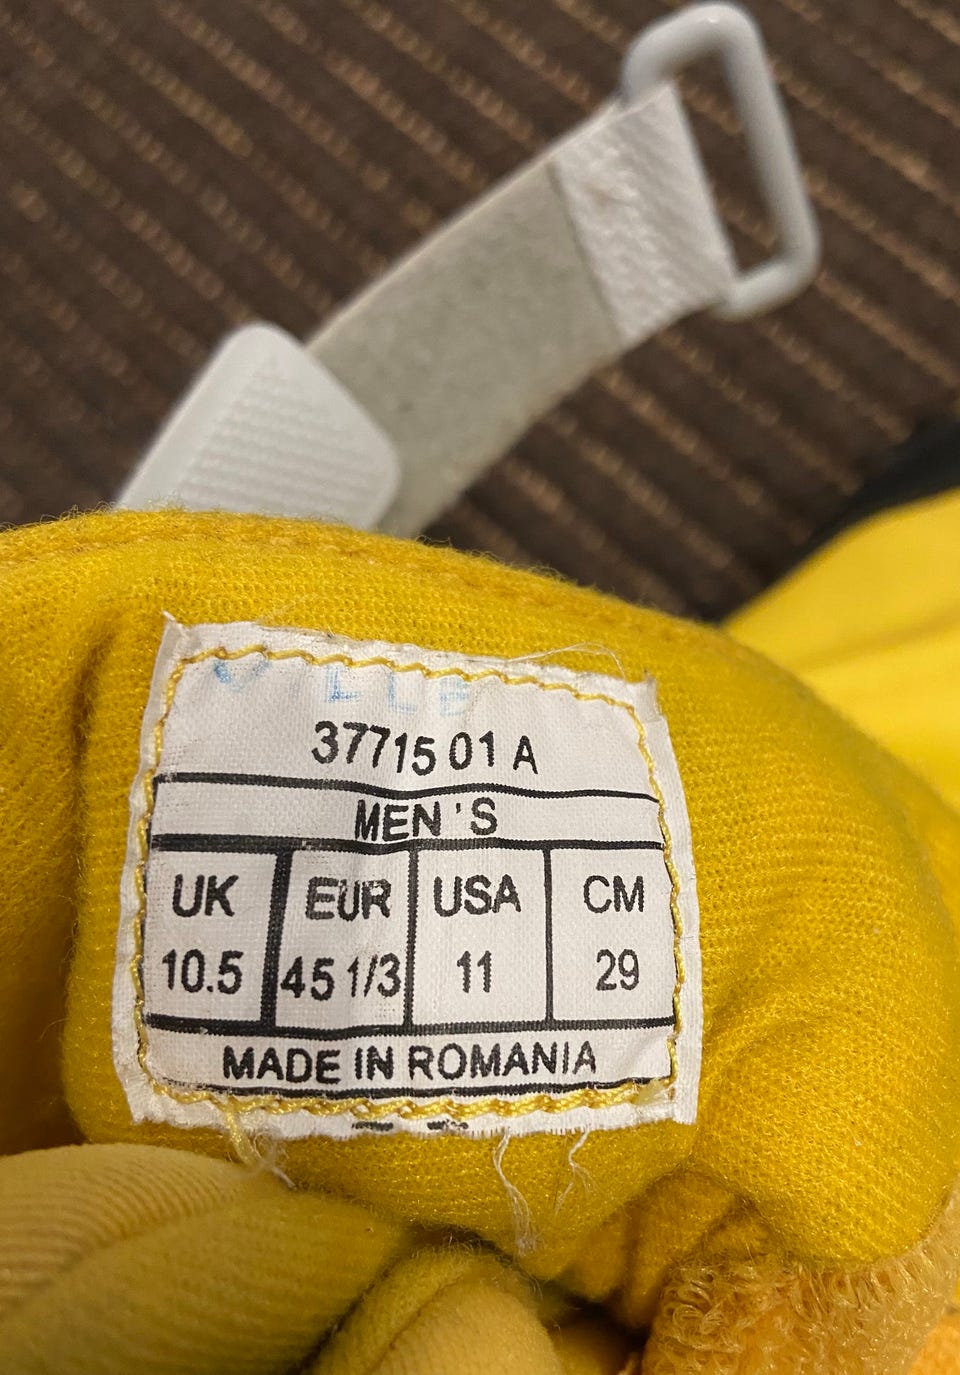 37715 01 A
MEN'S
UK EUR USA CM
10.5 45 1/3 11 29
MADE IN ROMANIA